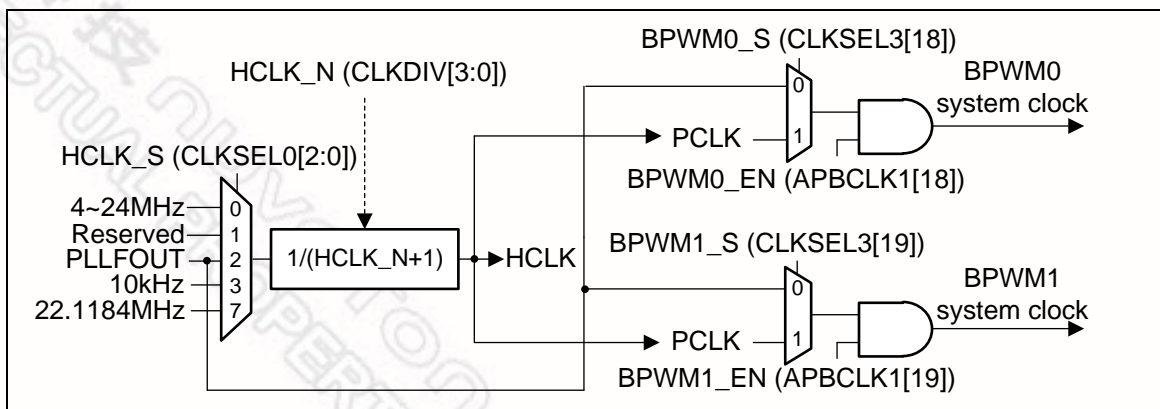 BPWM0_S (CLKSEL3[18])
HCLK_N (CLKDIV[3:0])
BPWM0
system clock
0
1
PCLK
HCLK_S (CLKSEL0[2:0])
BPWM0_EN (APBCLK1[18])
4~24MHz
0
Reserved
1
PLLFOUT
2
10kHz
3
22.1184MHz
7
1/(HCLK_N+1)
HCLK
BPWM1_S (CLKSEL3[19])
BPWM1
system clock
0
1
PCLK
BPWM1_EN (APBCLK1[19])